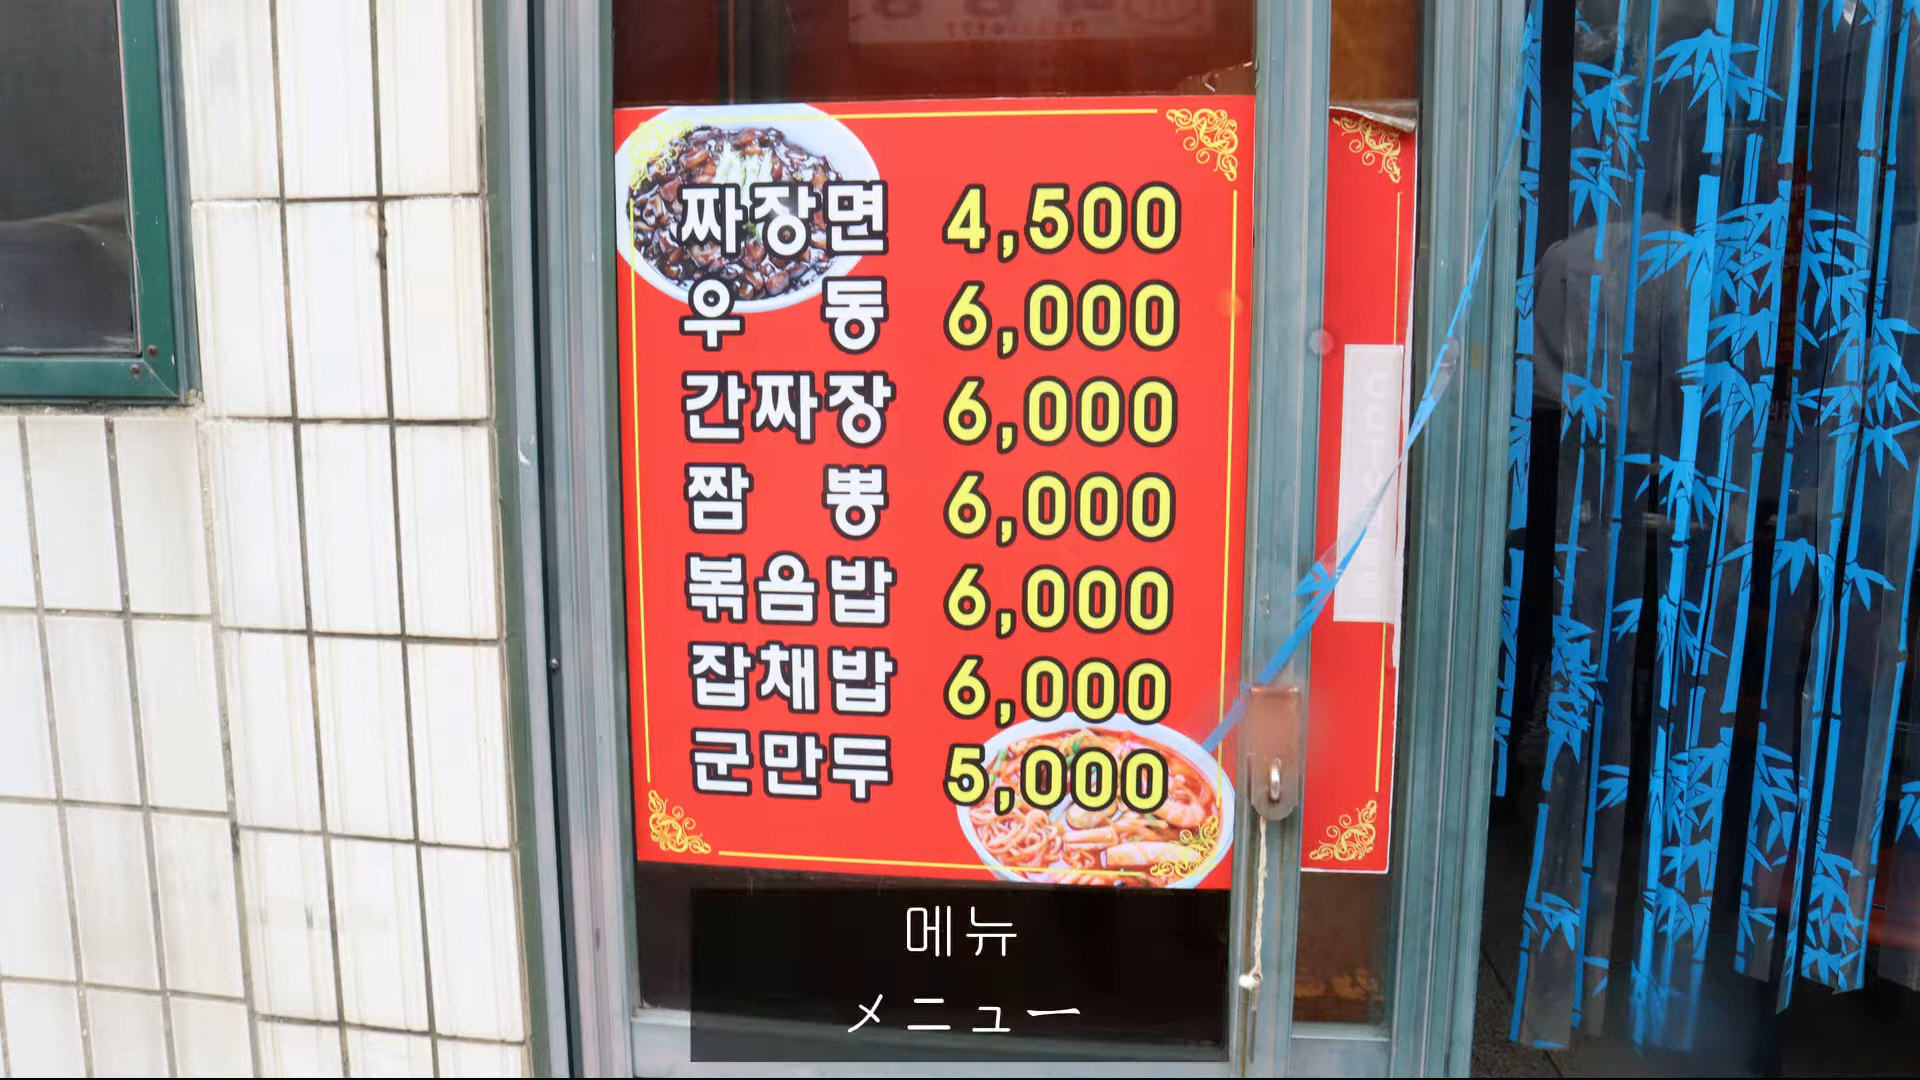 짜장면 4,500
우동 6,000
간짜장 6,000
짬뽕 6,000
볶음밥 6,000
잡채밥 6,000
군만두 5,000
메뉴
メニュー